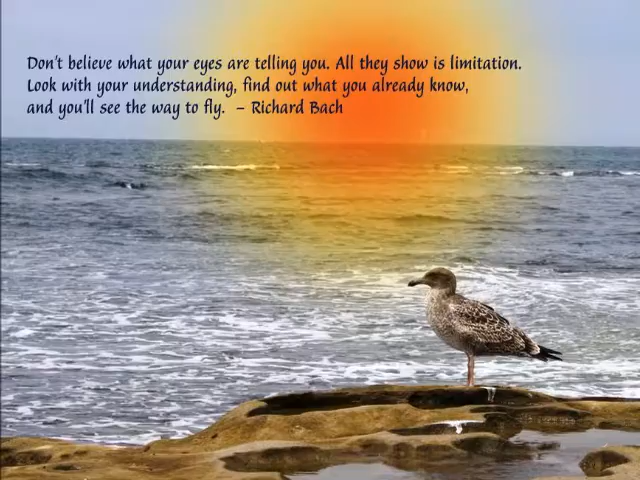 Don't believe what your eyes are telling you. All they show is limitation.
Look with your understanding, find out what you already know,
and you'll see the way to fly. – Richard Bach